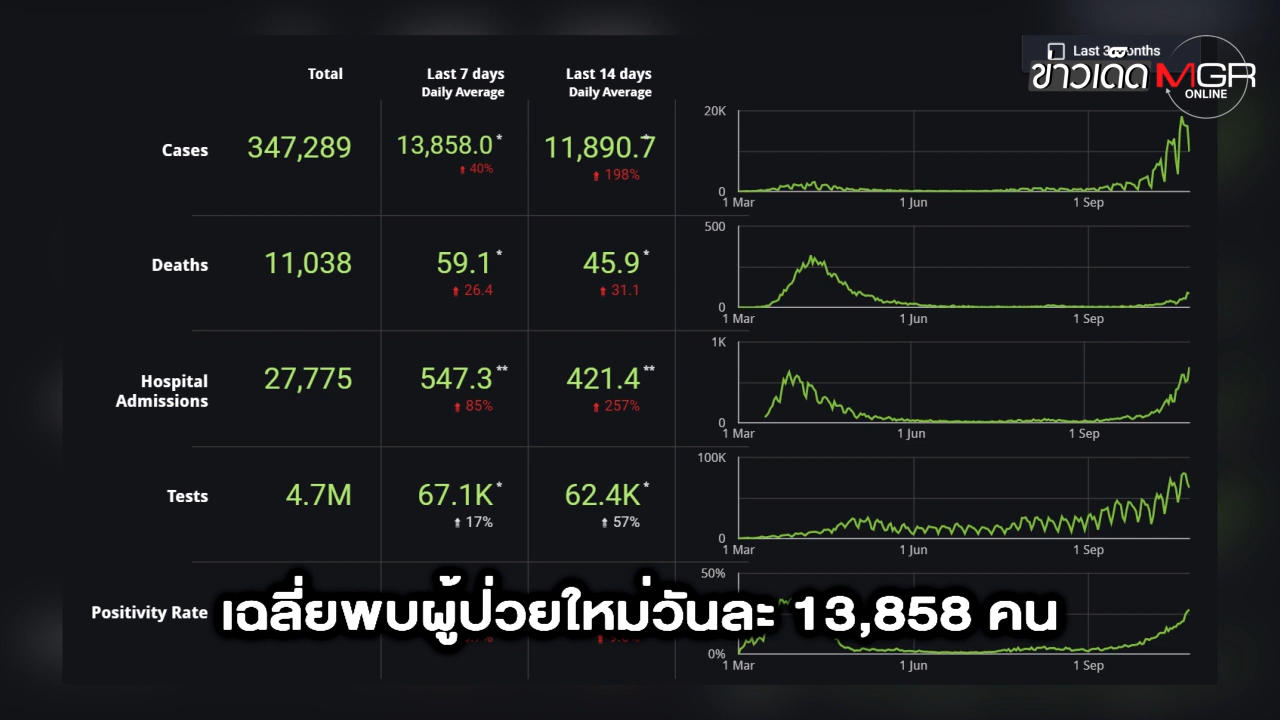 Last 3 months
ข่าวเด็ด MGR
ONLINE
Total
Last 7 days
Daily Average
Last 14 days
Daily Average
Cases
347,289
13,858.0*
40%
11,890.7*
198%
20K
0
1 Mar
1 Jun
1 Sep
Deaths
11,038
59.1*
26.4
45.9*
31.1
500
0
1 Mar
1 Jun
1 Sep
Hospital
Admissions
27,775
547.3**
85%
421.4**
257%
1K
0
1 Mar
1 Jun
1 Sep
Tests
4.7M
67.1K*
17%
62.4K*
57%
100K
0
1 Mar
1 Jun
1 Sep
Positivity Rate
50%
0%
1 Mar
1 Jun
1 Sep
เฉลี่ยพบผู้ป่วยใหม่วันละ 13,858 คน